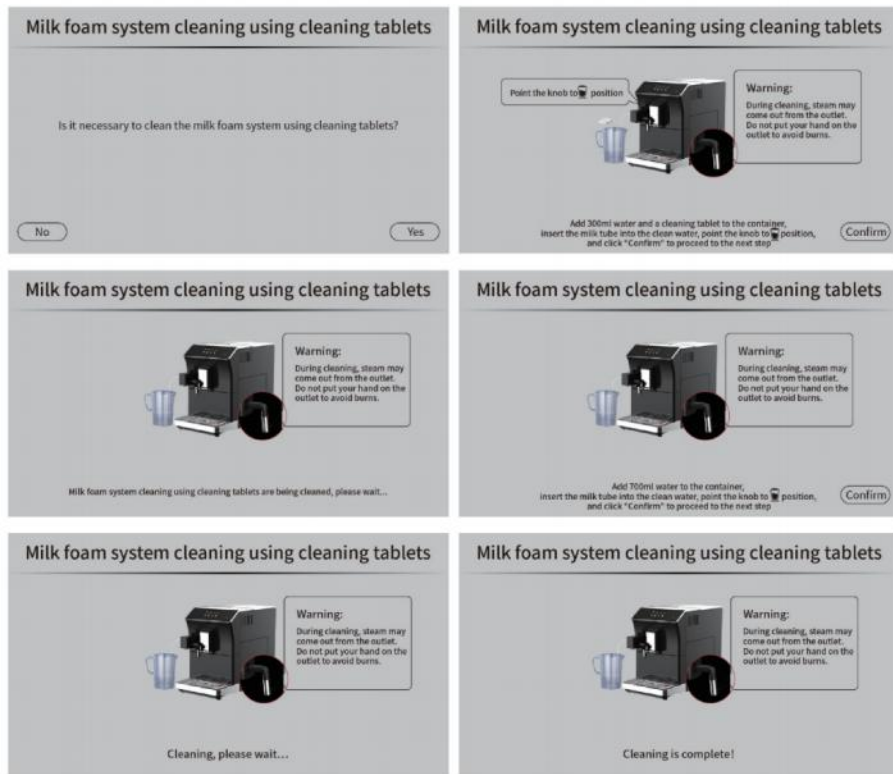 Milk foam system cleaning using cleaning tablets
Is it necessary to clean the milk foam system using cleaning tablets?
No
Yes
Milk foam system cleaning using cleaning tablets
Point the knob to position
Warning:
During cleaning, steam may
come out from the outlet.
Do not put your hand on the
outlet to avoid burns.
Add 300ml water and a cleaning tablet to the container,
insert the milk tube into the clean water, point the knob to position,
and click "Confirm" to proceed to the next step
Confirm
Milk foam system cleaning using cleaning tablets
Warning:
During cleaning, steam may
come out from the outlet.
Do not put your hand on the
outlet to avoid burns.
Milk foam system cleaning using cleaning tablets are being cleaned, please wait...
Milk foam system cleaning using cleaning tablets
Warning:
During cleaning, steam may
come out from the outlet.
Do not put your hand on the
outlet to avoid burns.
Add 700ml water to the container,
insert the milk tube into the clean water, point the knob to position,
and click "Confirm" to proceed to the next step
Confirm
Milk foam system cleaning using cleaning tablets
Warning:
During cleaning, steam may
come out from the outlet.
Do not put your hand on the
outlet to avoid burns.
Cleaning, please wait...
Milk foam system cleaning using cleaning tablets
Warning:
During cleaning, steam may
come out from the outlet.
Do not put your hand on the
outlet to avoid burns.
Cleaning is complete!